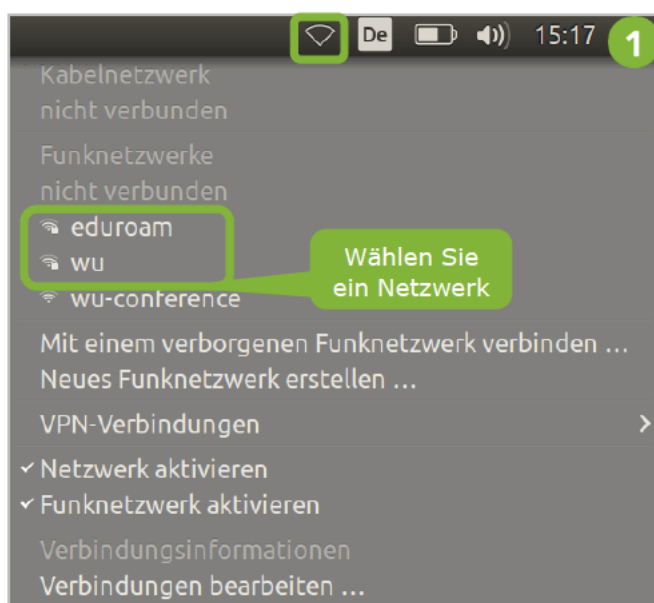 De 15:17 1
Kabelnetzwerk
nicht verbunden
Funknetzwerke
nicht verbunden
eduroam
wu
Wählen Sie
ein Netzwerk
wu-conference
Mit einem verborgenen Funknetzwerk verbinden ...
Neues Funknetzwerk erstellen ...
VPN-Verbindungen
Netzwerk aktivieren
Funknetzwerk aktivieren
Verbindungsinformationen
Verbindungen bearbeiten ...